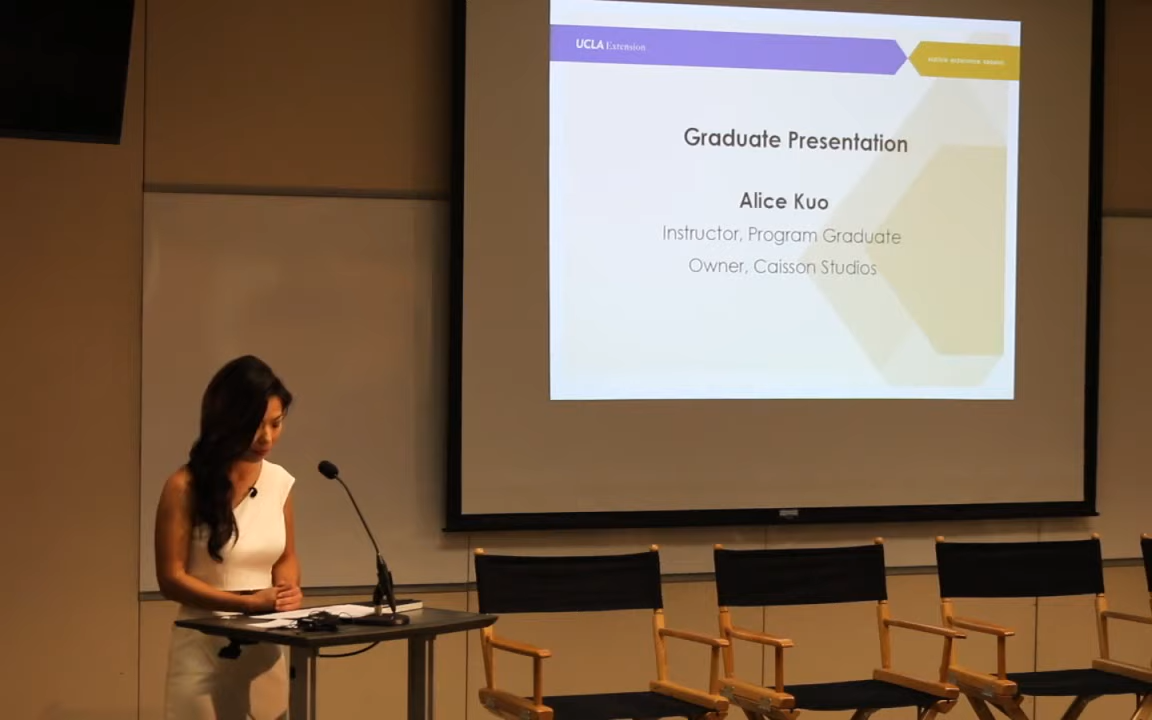 UCLA Extension
Graduate Presentation
Alice Kuo
Instructor, Program Graduate
Owner, Caisson Studios